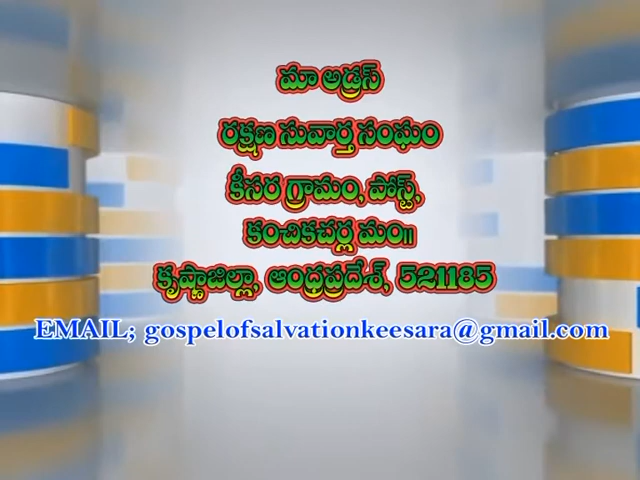 మా అడ్రస్
రక్షణ సువార్త సంఘం
కీసర గ్రామం, పోస్ట్,
కంచికచర్ల మం॥
కృష్ణాజిల్లా, ఆంధ్రప్రదేశ్, 521185
EMAIL; gospelofsalvationkeesara@gmail.com